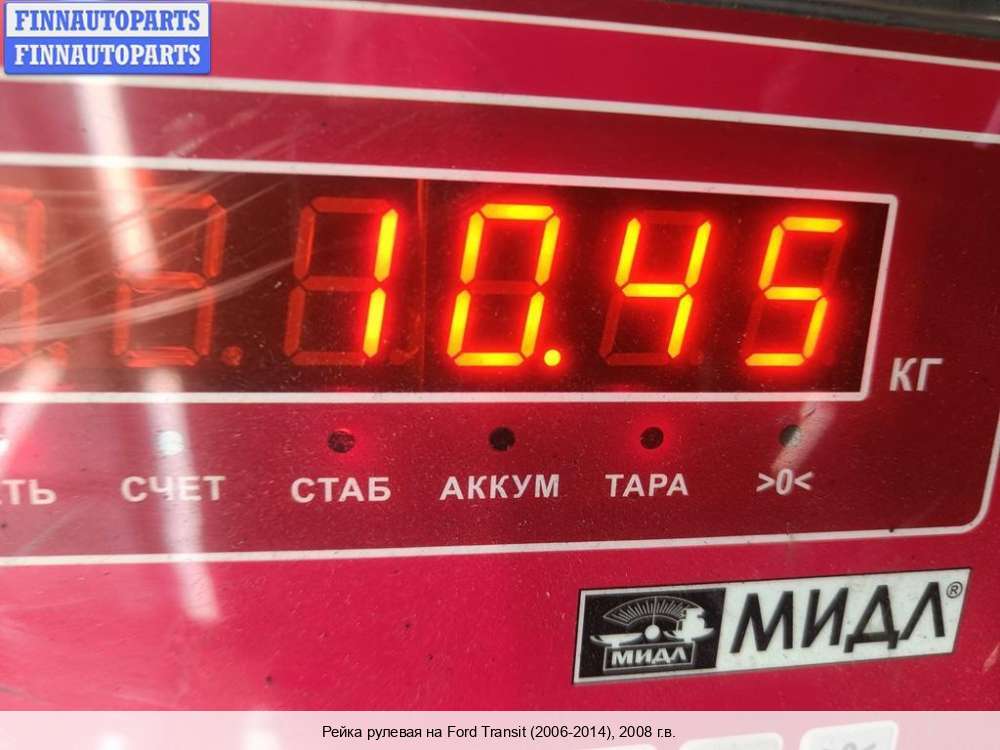 FINNAUTOPARTS
FINNAUTOPARTS
10.45
КГ
СЧЕТ СТАБ АККУМ ТАРА >0<
МИДЛ МИДЛ®
Рейка рулевая на Ford Transit (2006-2014), 2008 г.в.